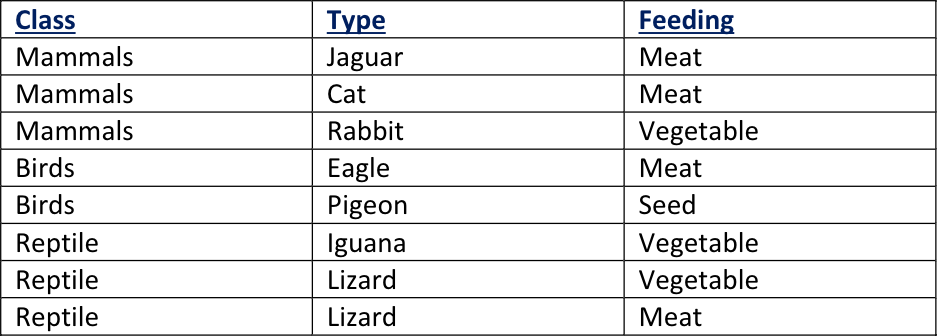 Class Type Feeding
Mammals Jaguar Meat
Mammals Cat Meat
Mammals Rabbit Vegetable
Birds Eagle Meat
Birds Pigeon Seed
Reptile Iguana Vegetable
Reptile Lizard Vegetable
Reptile Lizard Meat